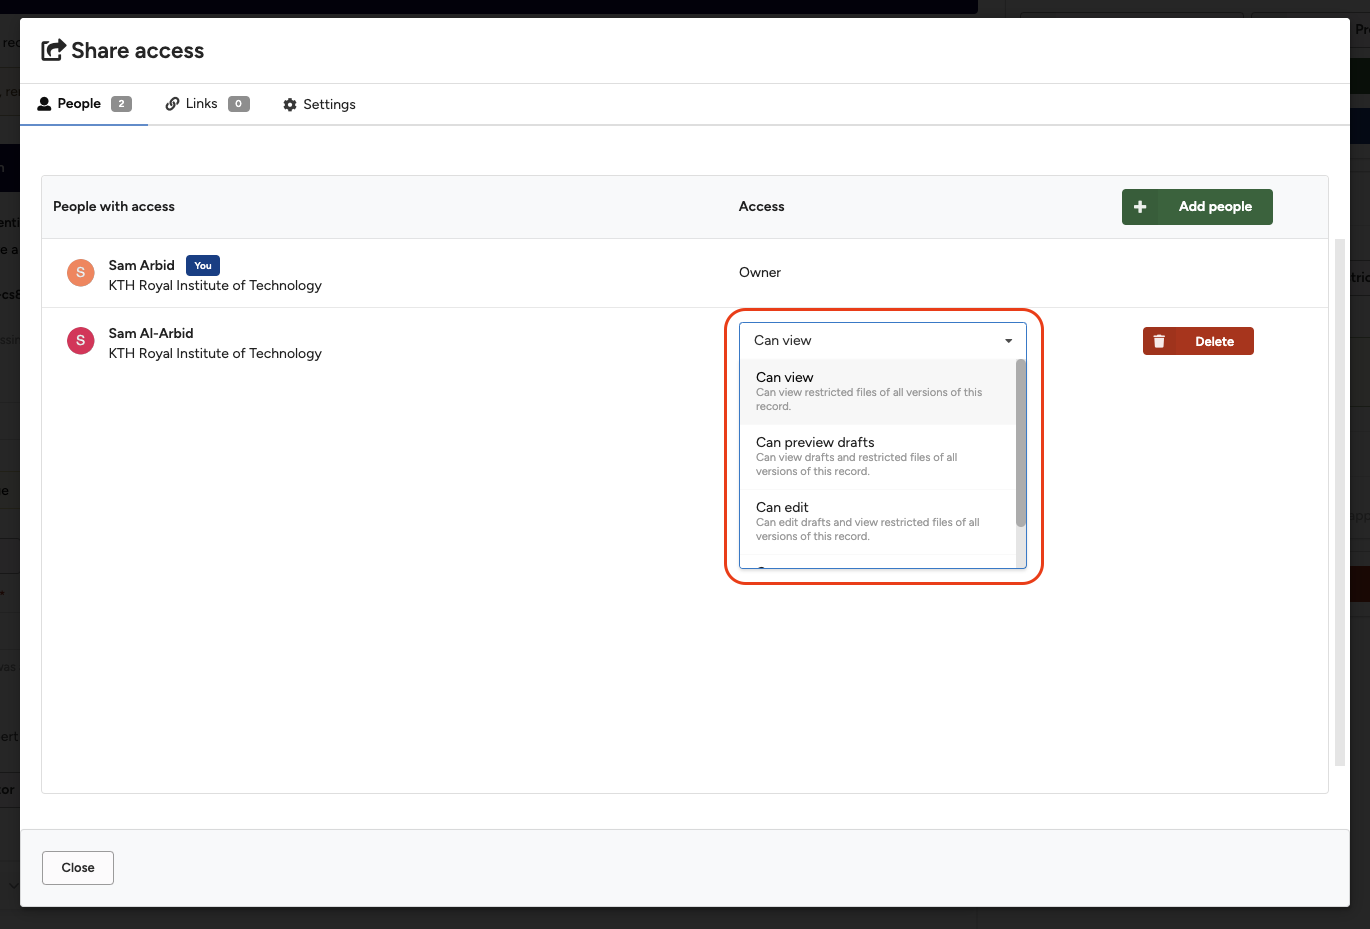 Share access
People 2 Links 0 Settings
People with access Access Add people
Sam Arbid You
KTH Royal Institute of Technology
Owner
Sam Al-Arbid
KTH Royal Institute of Technology
Can view
Delete
Can view
Can view restricted files of all versions of this
record.
Can preview drafts
Can view drafts and restricted files of all
versions of this record.
Can edit
Can edit drafts and view restricted files of all
versions of this record.
Close